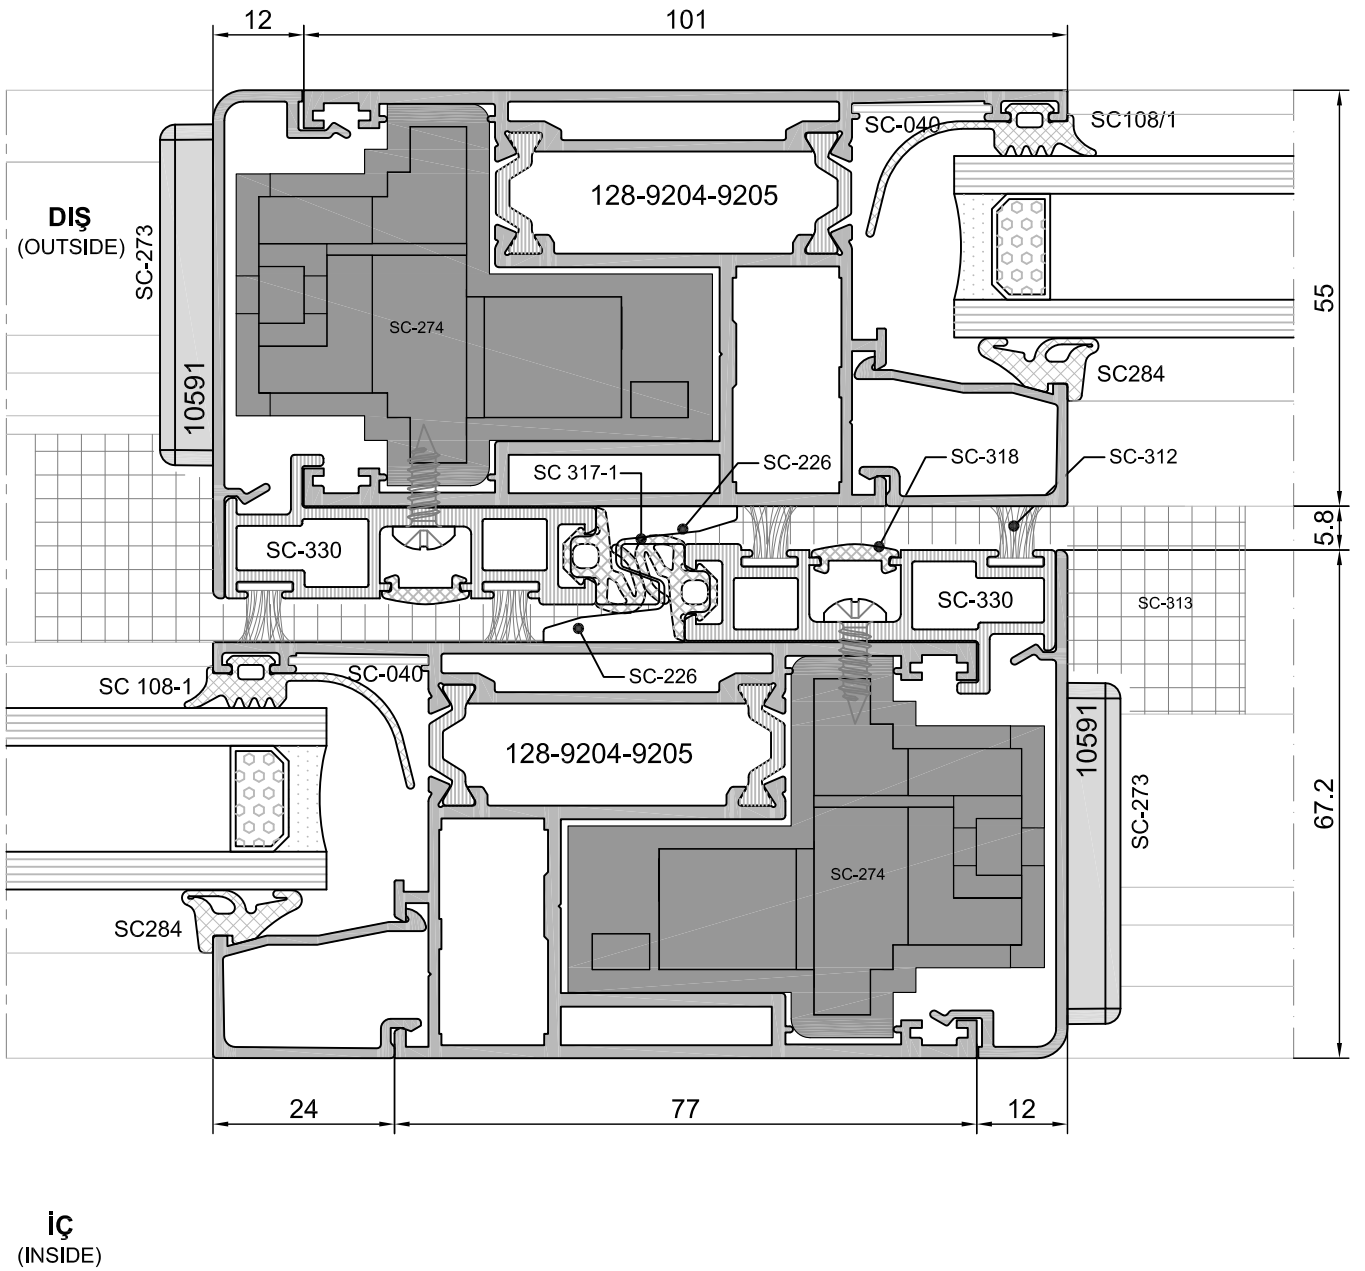 12
101
SC-040
SC108/1
128-9204-9205
DIŞ
(OUTSIDE)
SC-273
SC-274
55
10591
SC284
SC 317-1
SC-226
SC-318
SC-312
5.8
SC-330
SC-330
SC-313
SC 108-1
SC-040
SC-226
128-9204-9205
10591
SC-273
67.2
SC-274
SC284
24
77
12
İÇ
(INSIDE)